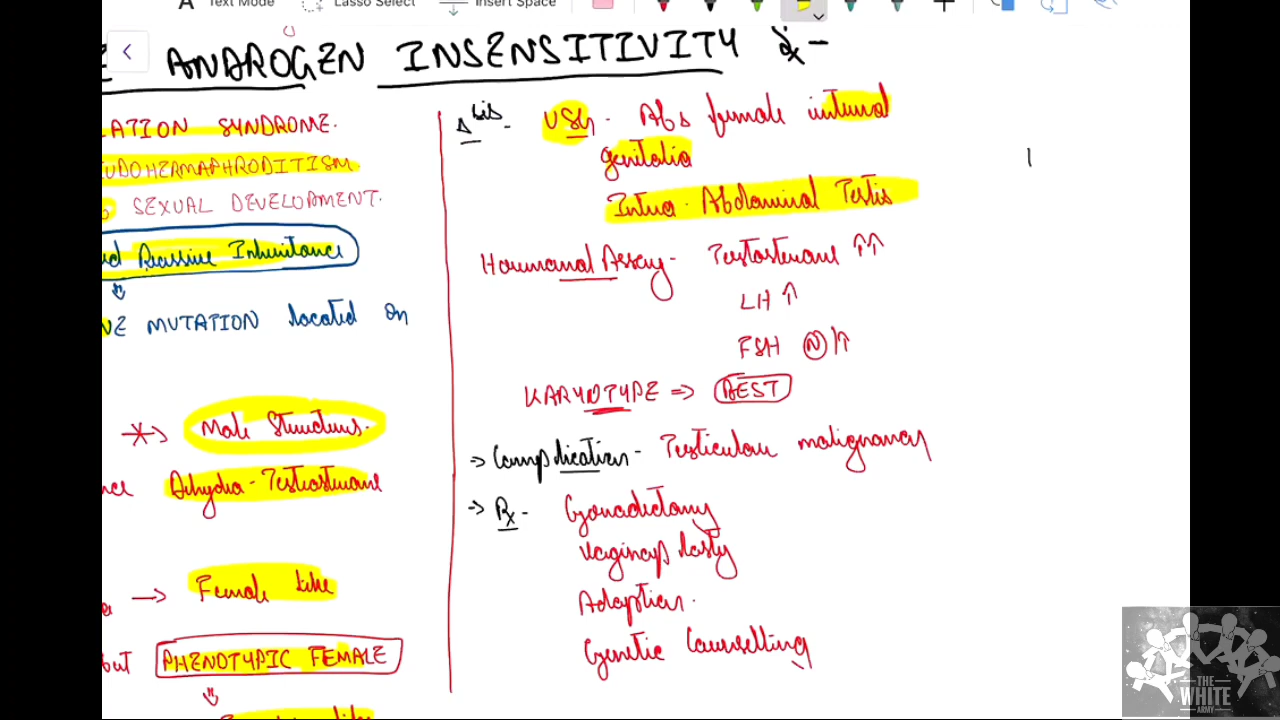 Text Mode
Lasso Select
Insert Space
ANDROGEN INSENSITIVITY
ATION SYNDROME.
UDOHERMAPHRODITISM
SEXUAL DEVELOPMENT.
Recessive Inheritance
MUTATION located on
Male Structures.
Dihydro-Testosterone
→ Female like
but PHENOTYPIC FEMALE
Δbis - USG - Abs female internal
genitalia
Intra-Abdominal Testis
Hormonal Assay - Testosterone ↑↑
LH ↑
FSH N/↑
KARYOTYPE ⇒ BEST
→ Complication - Testicular malignancy
→ Rx - Gonadectomy
Vaginoplasty
Adoption.
Genetic Counselling
THE
WHITE
ARMY